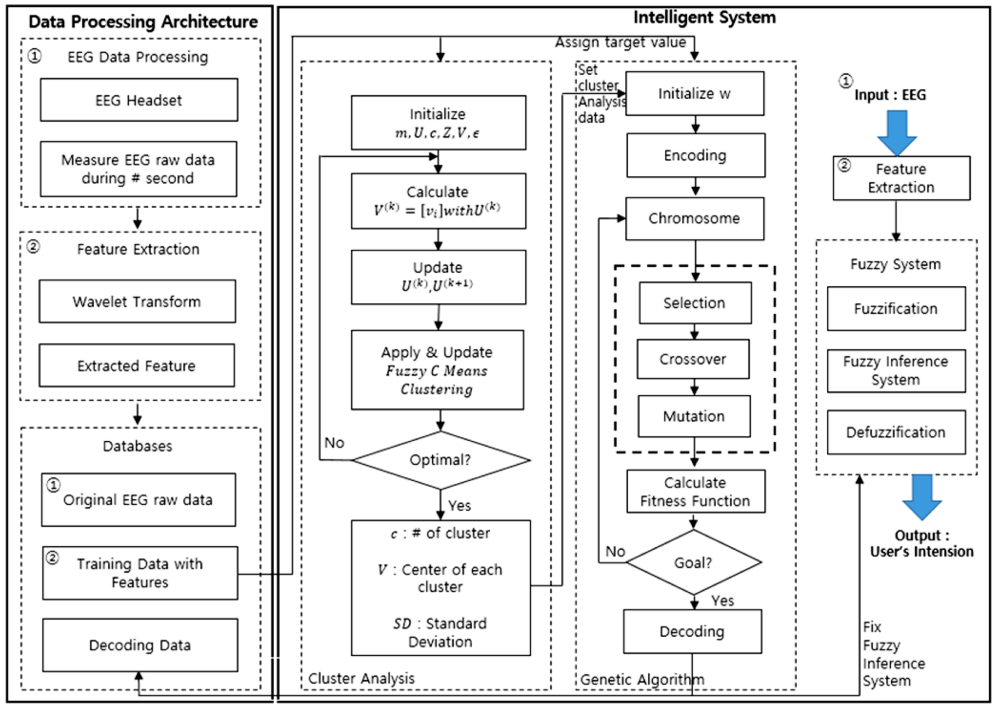 Data Processing Architecture
① EEG Data Processing
EEG Headset
Measure EEG raw data
during # second
② Feature Extraction
Wavelet Transform
Extracted Feature
Databases
① Original EEG raw data
② Training Data with
Features
Decoding Data
Intelligent System
Assign target value
Initialize
m, U, c, Z, V, ϵ
Calculate
V^(k) = [v_i]withU^(k)
Update
U^(k),U^(k+1)
Apply & Update
Fuzzy C Means
Clustering
No
Optimal?
Yes
c : # of cluster
V : Center of each
cluster
SD : Standard
Deviation
Cluster Analysis
Set
cluster
Analysis
data
Initialize w
Encoding
Chromosome
Selection
Crossover
Mutation
Calculate
Fitness Function
No
Goal?
Yes
Decoding
Genetic Algorithm
①
Input : EEG
② Feature
Extraction
Fuzzy System
Fuzzification
Fuzzy Inference
System
Defuzzification
Output :
User's Intension
Fix
Fuzzy
Inference
System